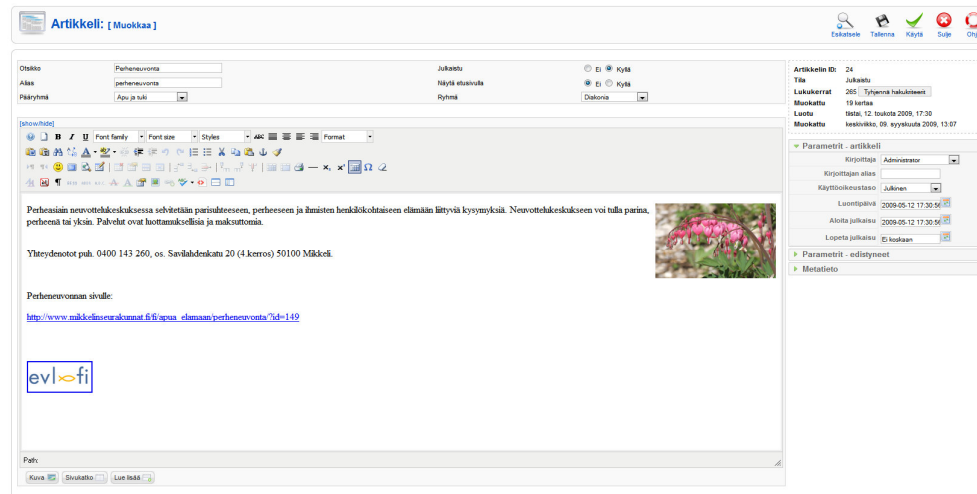 Artikkeli: [ Muokkaa ]
Esikatsele Tallenna Käytä Sulje Ohj
Otsikko Perheneuvonta Julkaistu Ei Kyllä
Alias perheneuvonta Näytä etusivulla Ei Kyllä
Pääryhmä Apu ja tuki Ryhmä Diakonia
[show/hide]
B I U Font family Font size Styles ABC Format
Perheasiain neuvottelukeskuksessa selvitetään parisuhteeseen, perheeseen ja ihmisten henkilökohtaiseen elämään liittyviä kysymyksiä. Neuvottelukeskukseen voi tulla parina,
perheenä tai yksin. Palvelut ovat luottamuksellisia ja maksuttomia.
Yhteydenotot puh. 0400 143 260, os. Savilahdenkatu 20 (4.kerros) 50100 Mikkeli.
Perheneuvonnan sivulle:
http://www.mikkelinseurakunnat.fi/fi/apua_elamaan/perheneuvonta/?id=149
evl fi
Path:
Kuva Sivukatko Lue lisää
Artikkelin ID: 24
Tila Julkaistu
Lukukerrat 265 Tyhjennä hakukriteerit
Muokattu 19 kertaa
Luotu tiistai, 12. toukota 2009, 17:30
Muokattu keskiviikko, 09. syyskuuta 2009, 13:07
Parametrit - artikkeli
Kirjoittaja Administrator
Kirjoittajan alias
Käyttöoikeustaso Julkinen
Luontipäivä 2009-05-12 17:30:56
Aloita julkaisu 2009-05-12 17:30:56
Lopeta julkaisu Ei koskaan
Parametrit - edistyneet
Metatieto